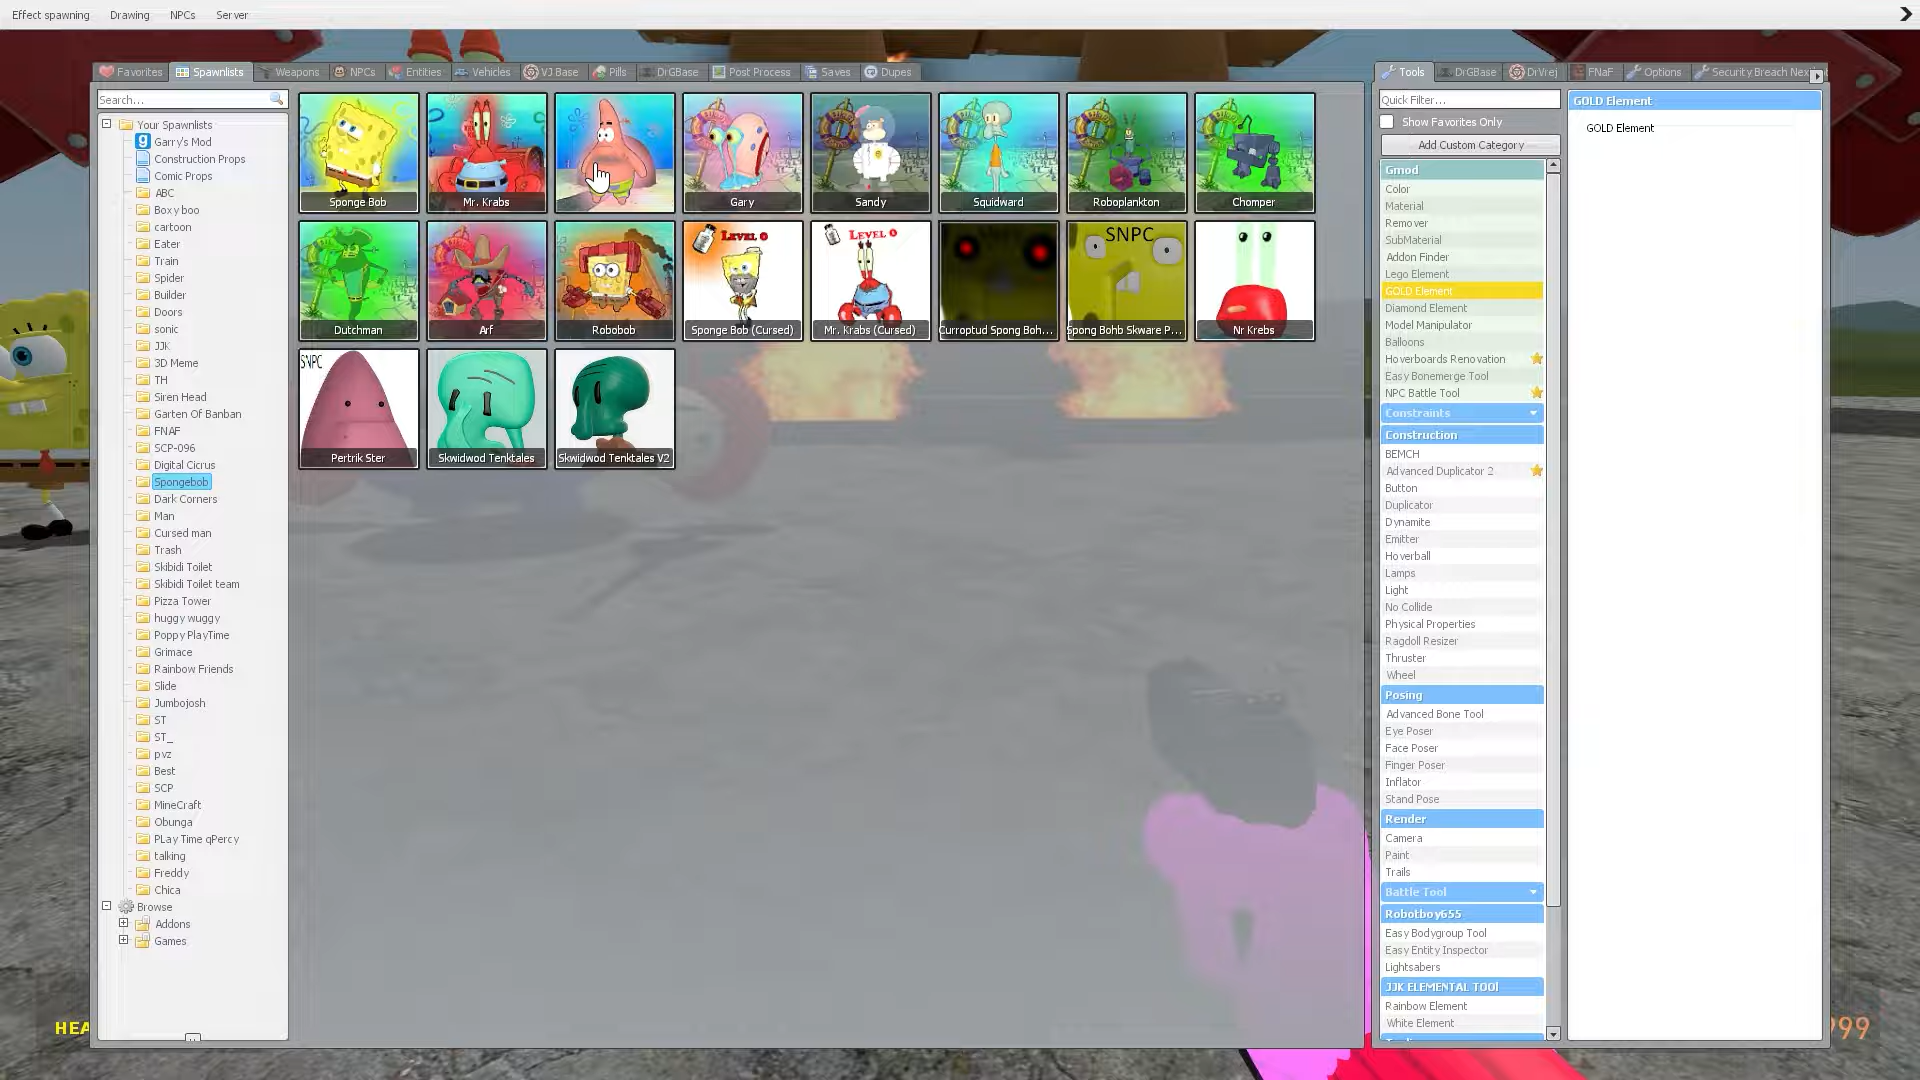 Effect spawning Drawing NPCs Server
Favorites Spawnlists Weapons NPCs Entities Vehicles VJ Base Pills DrGBase Post Process Saves Dupes
Search...
Your Spawnlists
Garry's Mod
Construction Props
Comic Props
ABC
Boxy boo
cartoon
Eater
Train
Spider
Builder
Doors
sonic
JJK
3D Meme
TH
Siren Head
Garten Of Banban
FNAF
SCP-096
Digital Cicrus
Spongebob
Dark Corners
Man
Cursed man
Trash
Skibidi Toilet
Skibidi Toilet team
Pizza Tower
huggy wuggy
Poppy PlayTime
Grimace
Rainbow Friends
Slide
Jumbojosh
ST
ST_
pvz
Best
SCP
MineCraft
Obunga
PLay Time qPercy
talking
Freddy
Chica
Browse
Addons
Games
Sponge Bob Mr. Krabs Gary Sandy Squidward Roboplankton Chomper
LEVEL 0 LEVEL 0 SNPC
Dutchman Arf Robobob Sponge Bob (Cursed) Mr. Krabs (Cursed) Curroptud Spong Boh... Spong Bohb Skware P... Nr Krebs
SNPC
Pertrik Ster Skwidwod Tenktales Skwidwod Tenktales V2
HEA
Tools DrGBase DrVrej FNaF Options Security Breach Nex
Quick Filter...
Show Favorites Only
Add Custom Category
Gmod
Color
Material
Remover
SubMaterial
Addon Finder
Lego Element
GOLD Element
Diamond Element
Model Manipulator
Balloons
Hoverboards Renovation
Easy Bonemerge Tool
NPC Battle Tool
Constraints
Construction
BEMCH
Advanced Duplicator 2
Button
Duplicator
Dynamite
Emitter
Hoverball
Lamps
Light
No Collide
Physical Properties
Ragdoll Resizer
Thruster
Wheel
Posing
Advanced Bone Tool
Eye Poser
Face Poser
Finger Poser
Inflator
Stand Pose
Render
Camera
Paint
Trails
Battle Tool
Robotboy655
Easy Bodygroup Tool
Easy Entity Inspector
Lightsabers
JJK ELEMENTAL TOOl
Rainbow Element
White Element
GOLD Element
GOLD Element
999